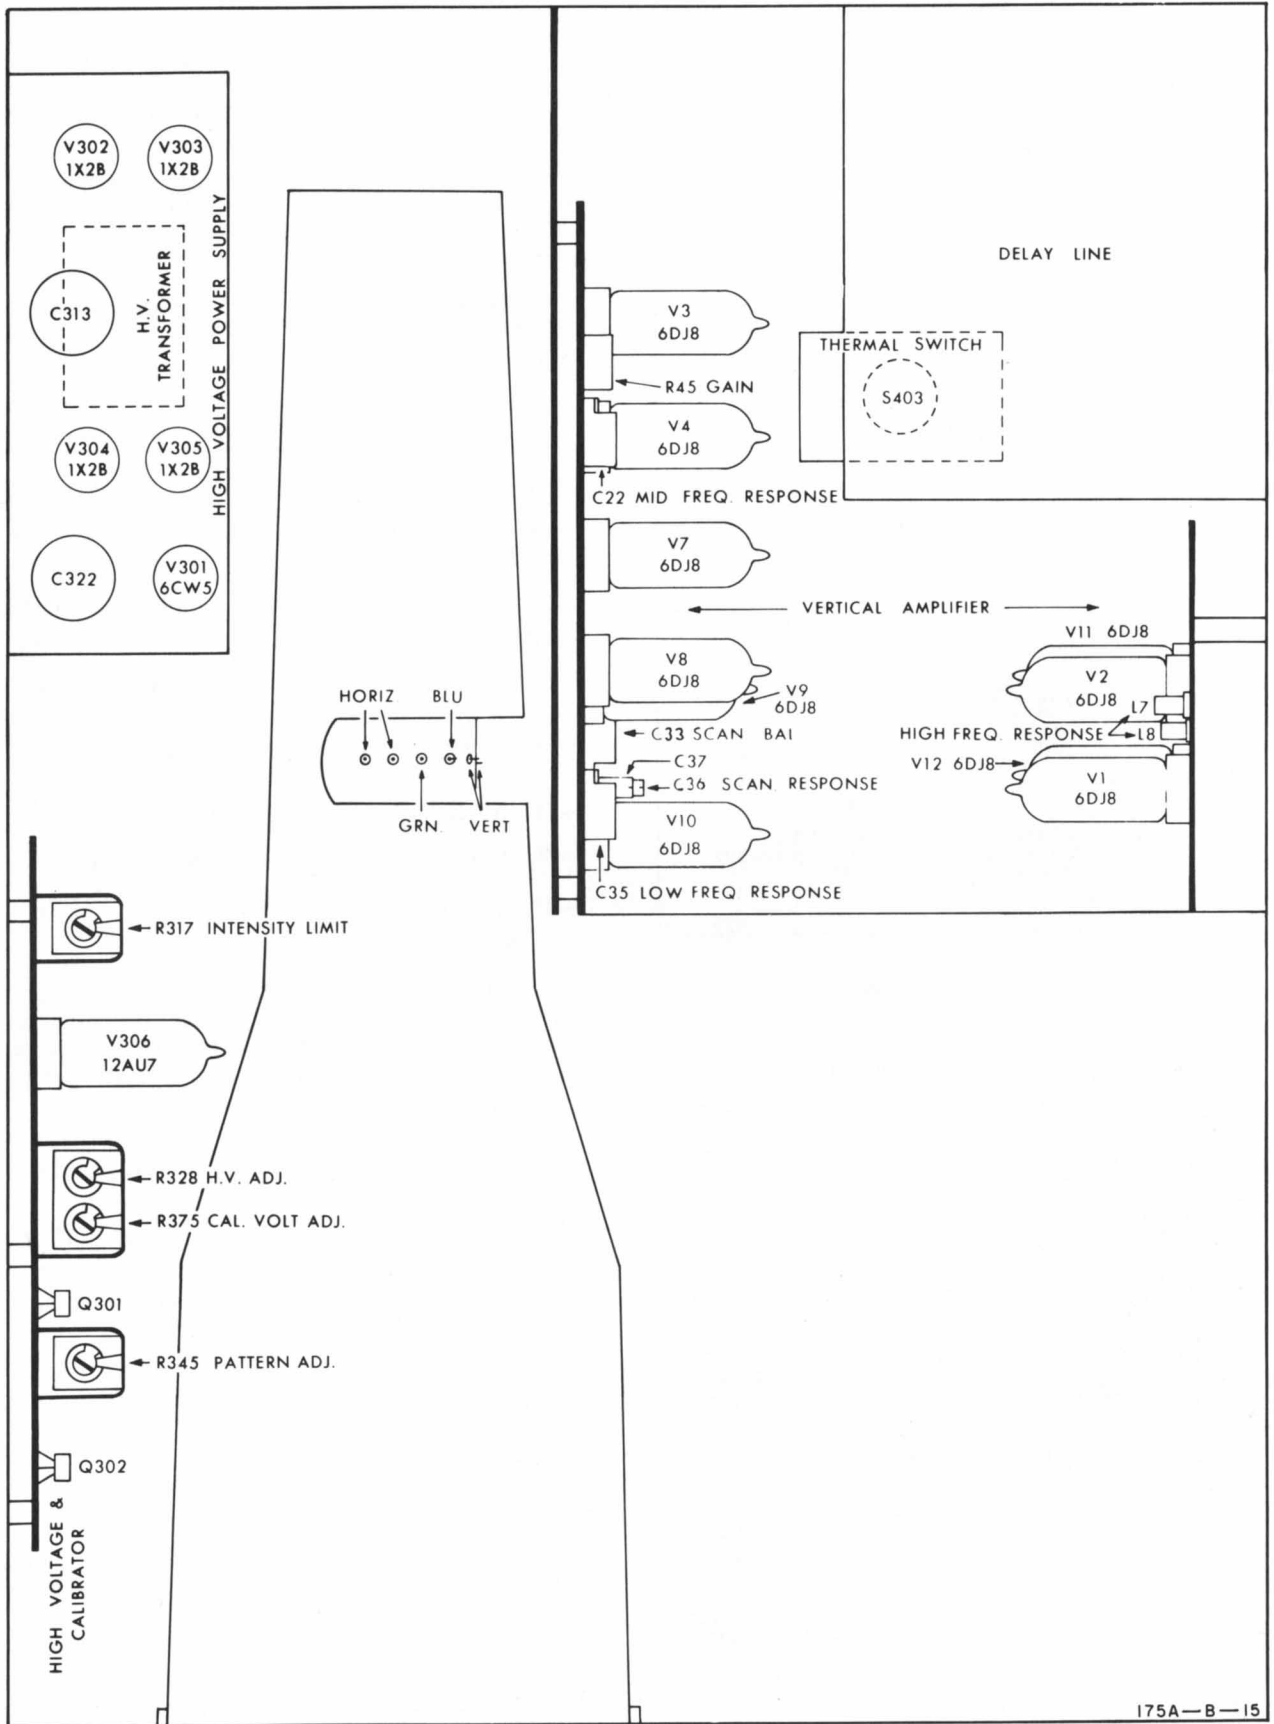 V302
1X2B
V303
1X2B
C313
H.V.
TRANSFORMER
HIGH VOLTAGE POWER SUPPLY
V304
1X2B
V305
1X2B
C322
V301
6CW5
DELAY LINE
THERMAL SWITCH
S403
V3
6DJ8
R45 GAIN
V4
6DJ8
C22 MID FREQ. RESPONSE
V7
6DJ8
VERTICAL AMPLIFIER
V8
6DJ8
V9
6DJ8
C33 SCAN BAI
C37
C36 SCAN RESPONSE
V10
6DJ8
C35 LOW FREQ RESPONSE
V11 6DJ8
V2
6DJ8
L7
HIGH FREQ. RESPONSE L8
V12 6DJ8
V1
6DJ8
HORIZ. BLU
GRN. VERT
R317 INTENSITY LIMIT
V306
12AU7
R328 H.V. ADJ.
R375 CAL. VOLT ADJ.
Q301
R345 PATTERN ADJ.
Q302
HIGH VOLTAGE &
CALIBRATOR
175A—B—15